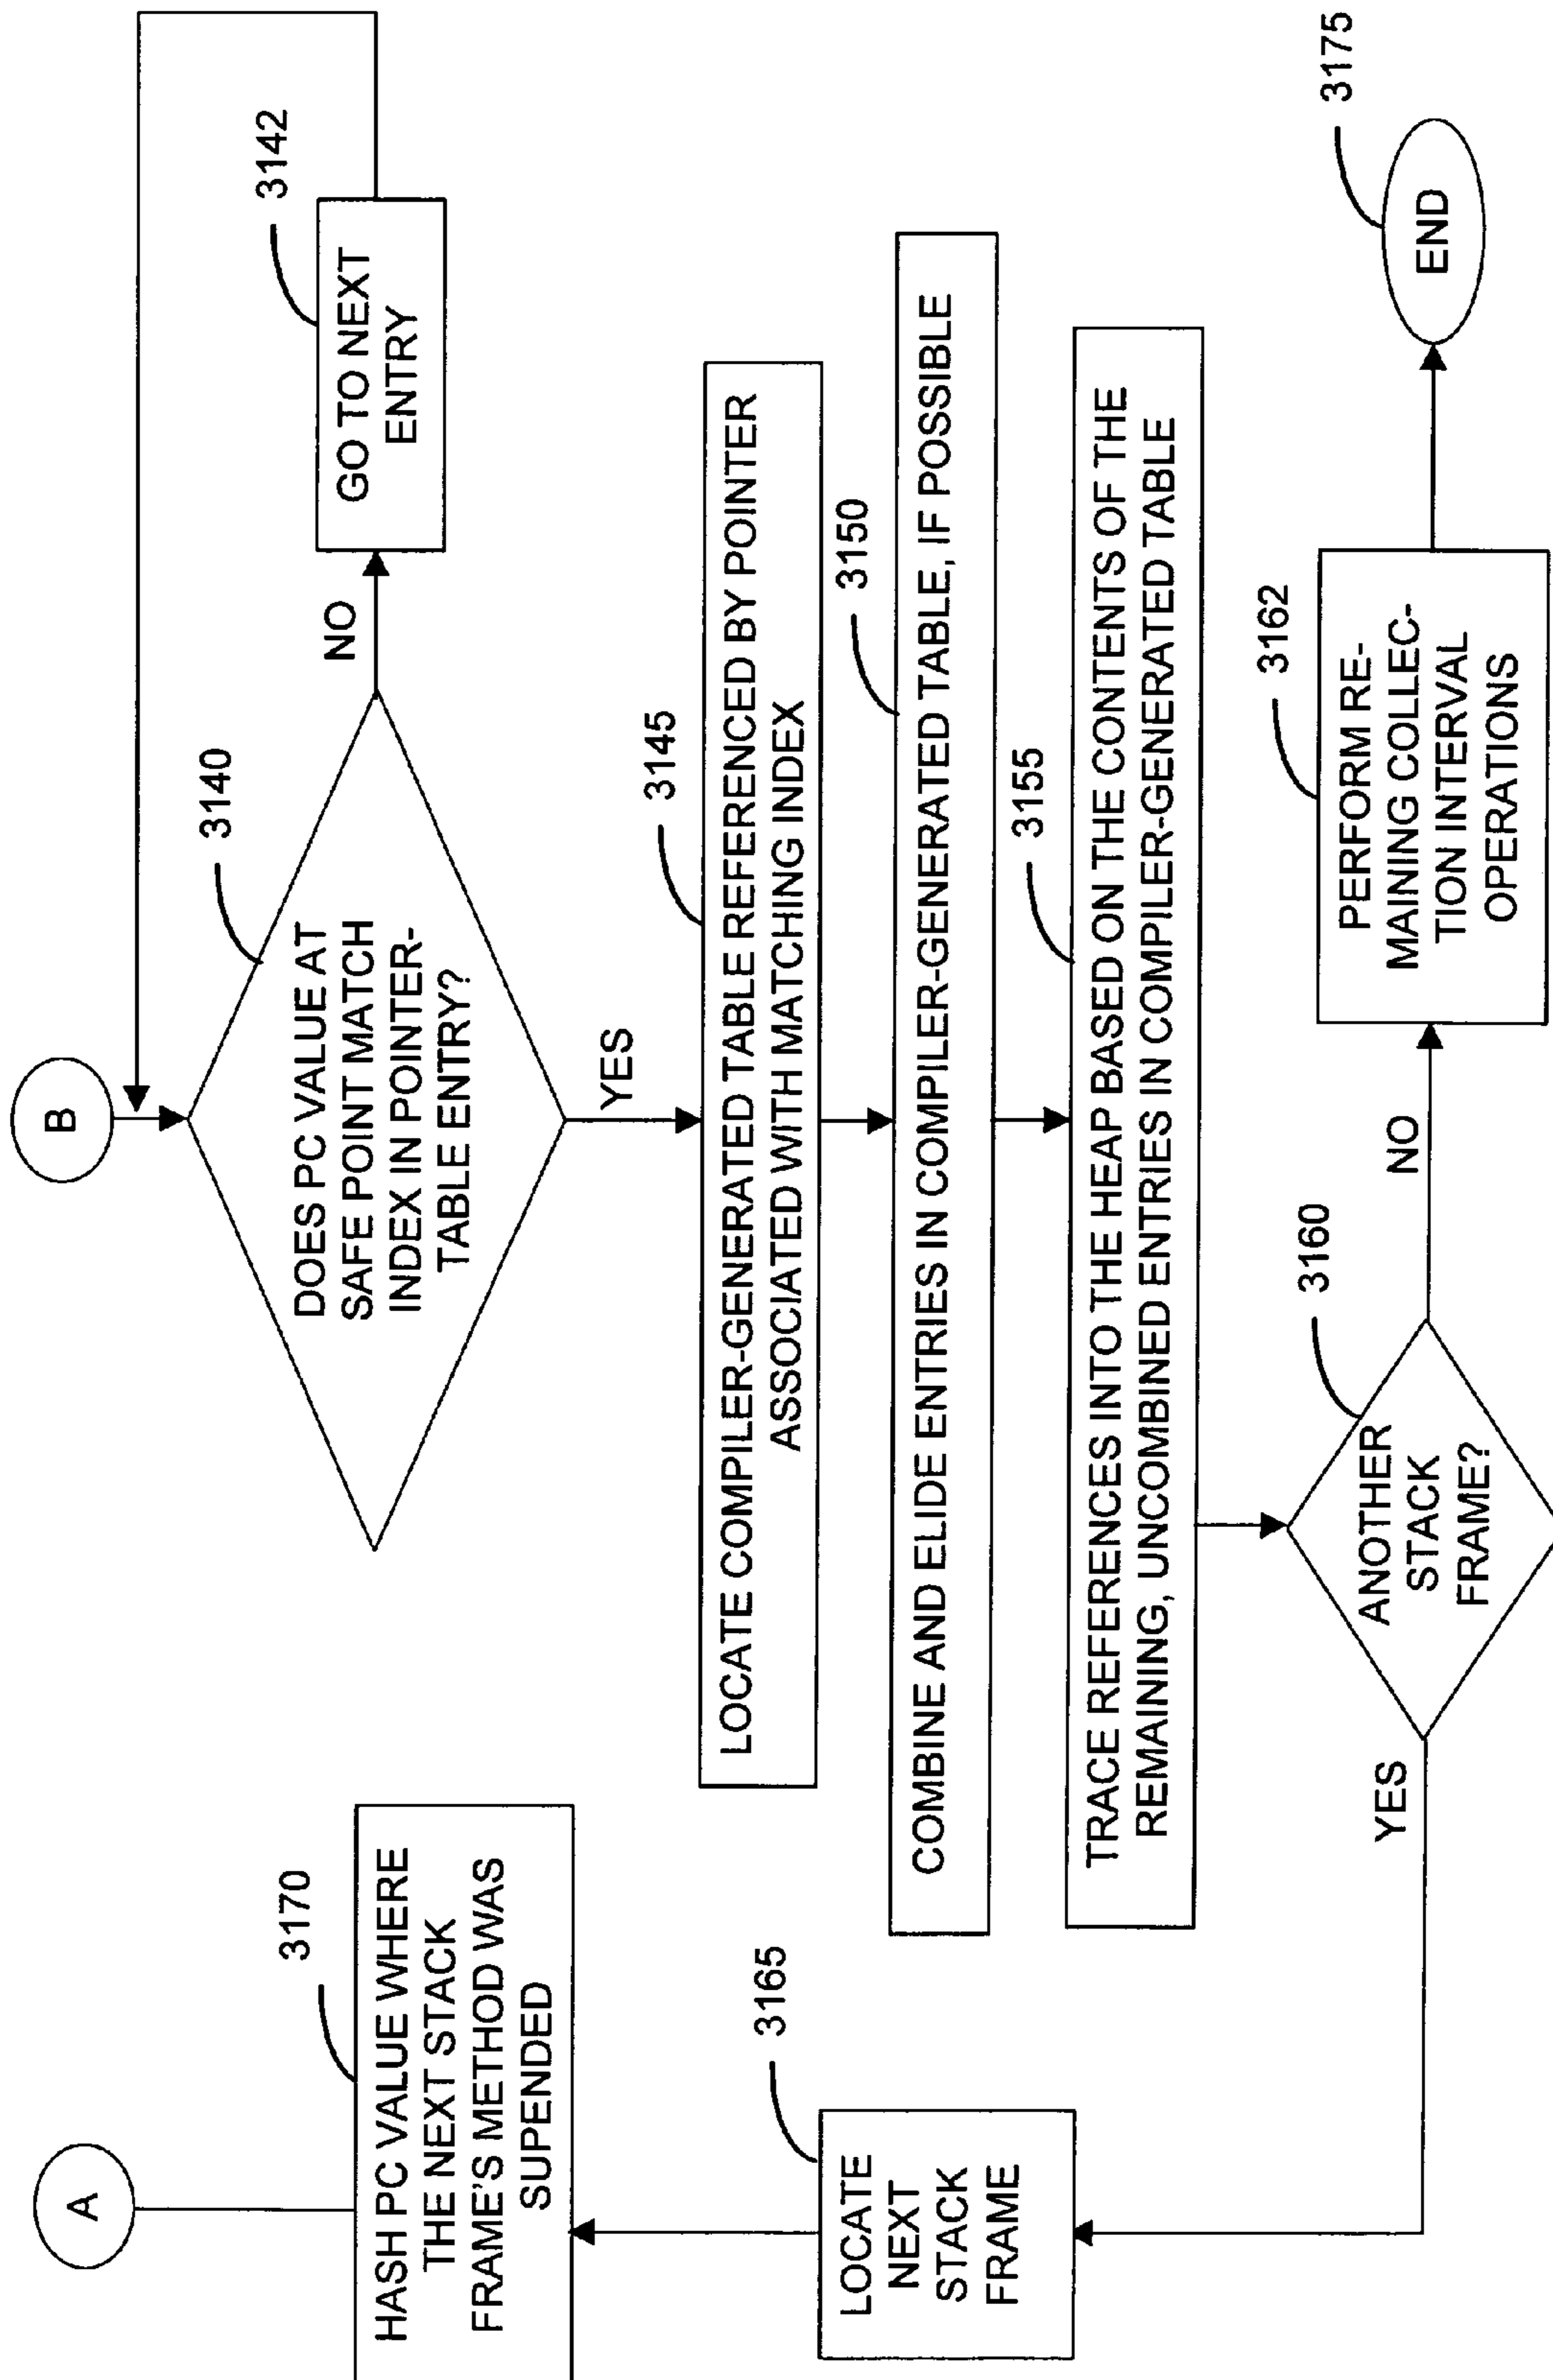 B
3140
DOES PC VALUE AT
SAFE POINT MATCH
INDEX IN POINTER-
TABLE ENTRY?
NO
3142
GO TO NEXT
ENTRY
YES
3145
LOCATE COMPILER-GENERATED TABLE REFERENCED BY POINTER
ASSOCIATED WITH MATCHING INDEX
3150
COMBINE AND ELIDE ENTRIES IN COMPILER-GENERATED TABLE, IF POSSIBLE
3155
TRACE REFERENCES INTO THE HEAP BASED ON THE CONTENTS OF THE
REMAINING, UNCOMBINED ENTRIES IN COMPILER-GENERATED TABLE
3160
ANOTHER
STACK
FRAME?
NO
3162
PERFORM RE-
MAINING COLLEC-
TION INTERVAL
OPERATIONS
3175
END
YES
3165
LOCATE
NEXT
STACK
FRAME
3170
HASH PC VALUE WHERE
THE NEXT STACK
FRAME'S METHOD WAS
SUPENDED
A